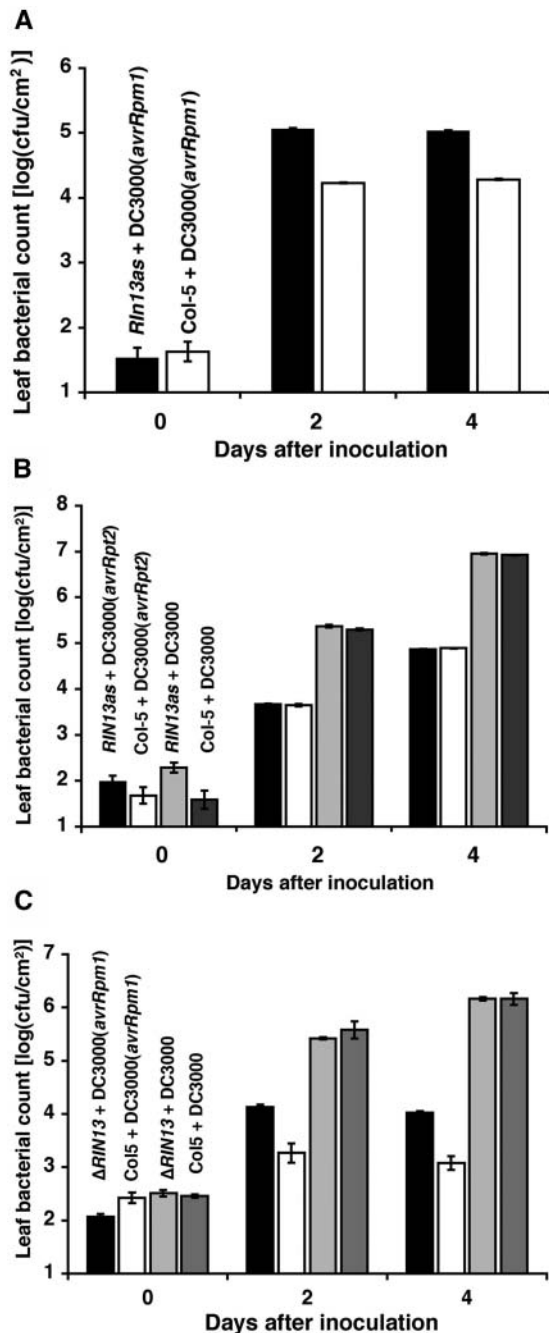 A
Leaf bacterial count [log(cfu/cm²)]
6
5
4
3
2
1
RIn13as + DC3000(avrRpm1)
Col-5 + DC3000(avrRpm1)
0
2
4
Days after inoculation
B
Leaf bacterial count [log(cfu/cm²)]
8
7
6
5
4
3
2
1
RIN13as + DC3000(avrRpt2)
Col-5 + DC3000(avrRpt2)
RIN13as + DC3000
Col-5 + DC3000
0
2
4
Days after inoculation
C
Leaf bacterial count [log(cfu/cm²)]
7
6
5
4
3
2
1
ΔRIN13 + DC3000(avrRpm1)
Col5 + DC3000(avrRpm1)
ΔRIN13 + DC3000
Col5 + DC3000
0
2
4
Days after inoculation